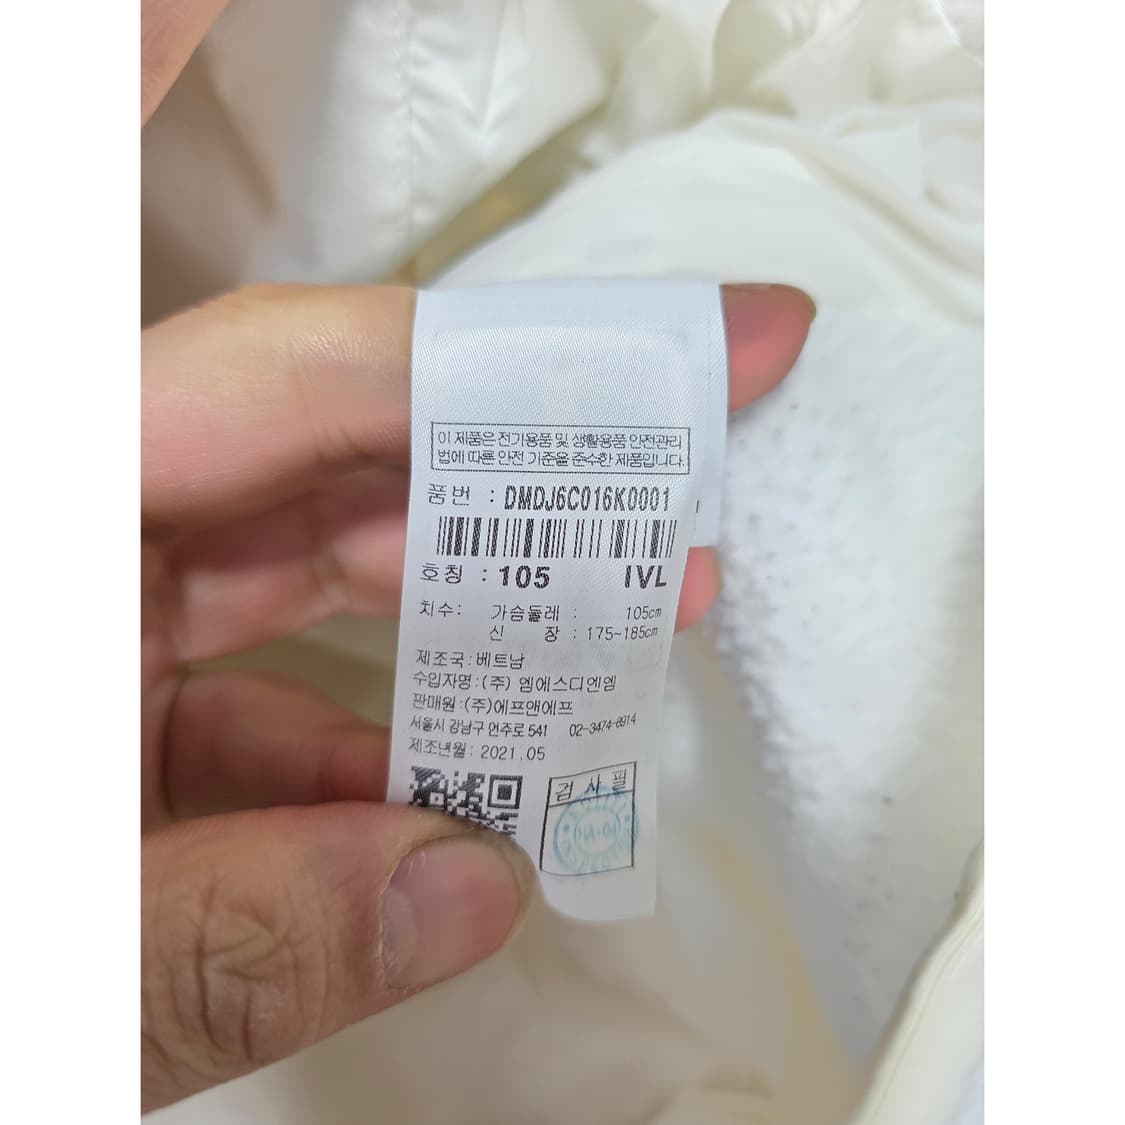 이 제품은 전기용품 및 생활용품 안전관리
법에 따른 안전 기준을 준수한 제품입니다.
품번 : DMDJ6C016K0001
호칭 : 105 IVL
치수: 가슴둘레 : 105cm
신 장 : 175~185cm
제조국:베트남
수입자명:(주) 엠에스디엔엠
판매원:(주)에프앤에프
서울시 강남구 언주로 541 02-3474-8914
제조년월: 2021.05
검사필